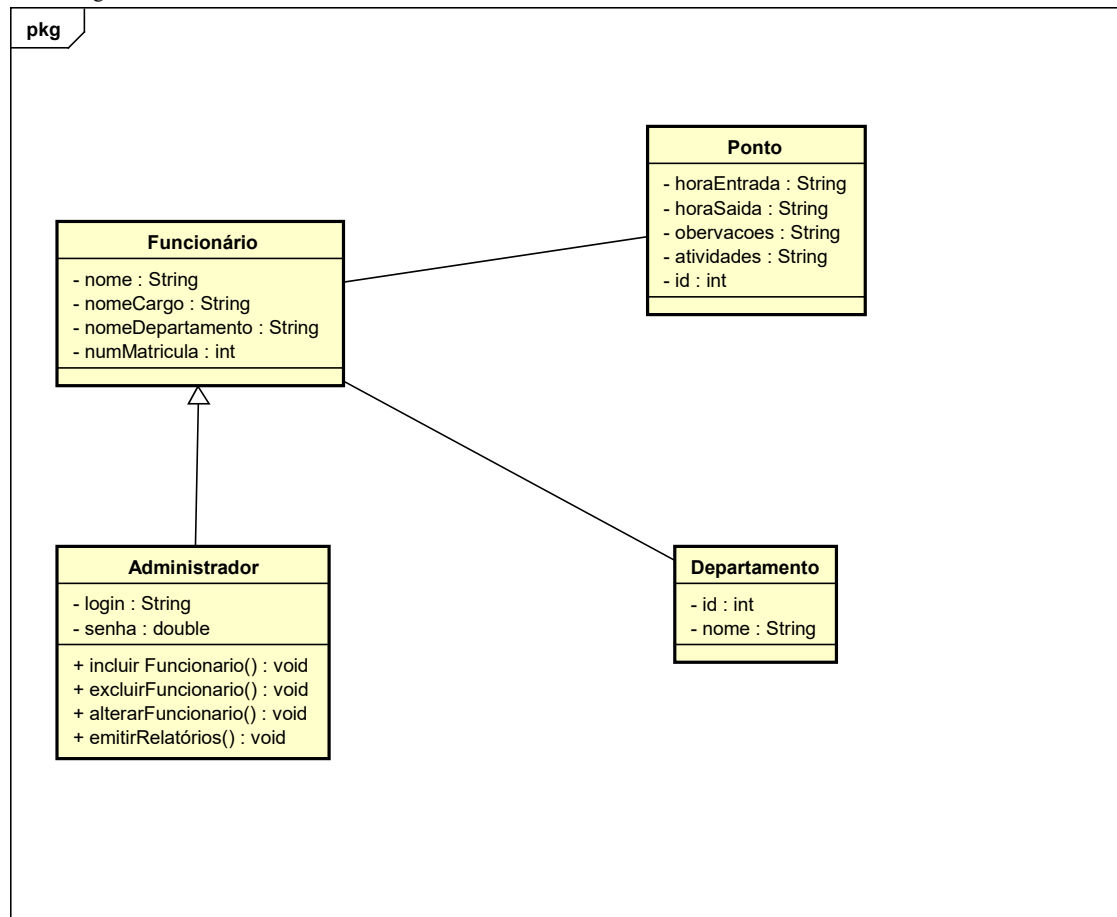 pkg
Ponto
- horaEntrada : String
- horaSaida : String
- obervacoes : String
- atividades : String
- id : int
Funcionário
- nome : String
- nomeCargo : String
- nomeDepartamento : String
- numMatricula : int
Administrador
- login : String
- senha : double
+ incluir Funcionario() : void
+ excluirFuncionario() : void
+ alterarFuncionario() : void
+ emitirRelatórios() : void
Departamento
- id : int
- nome : String